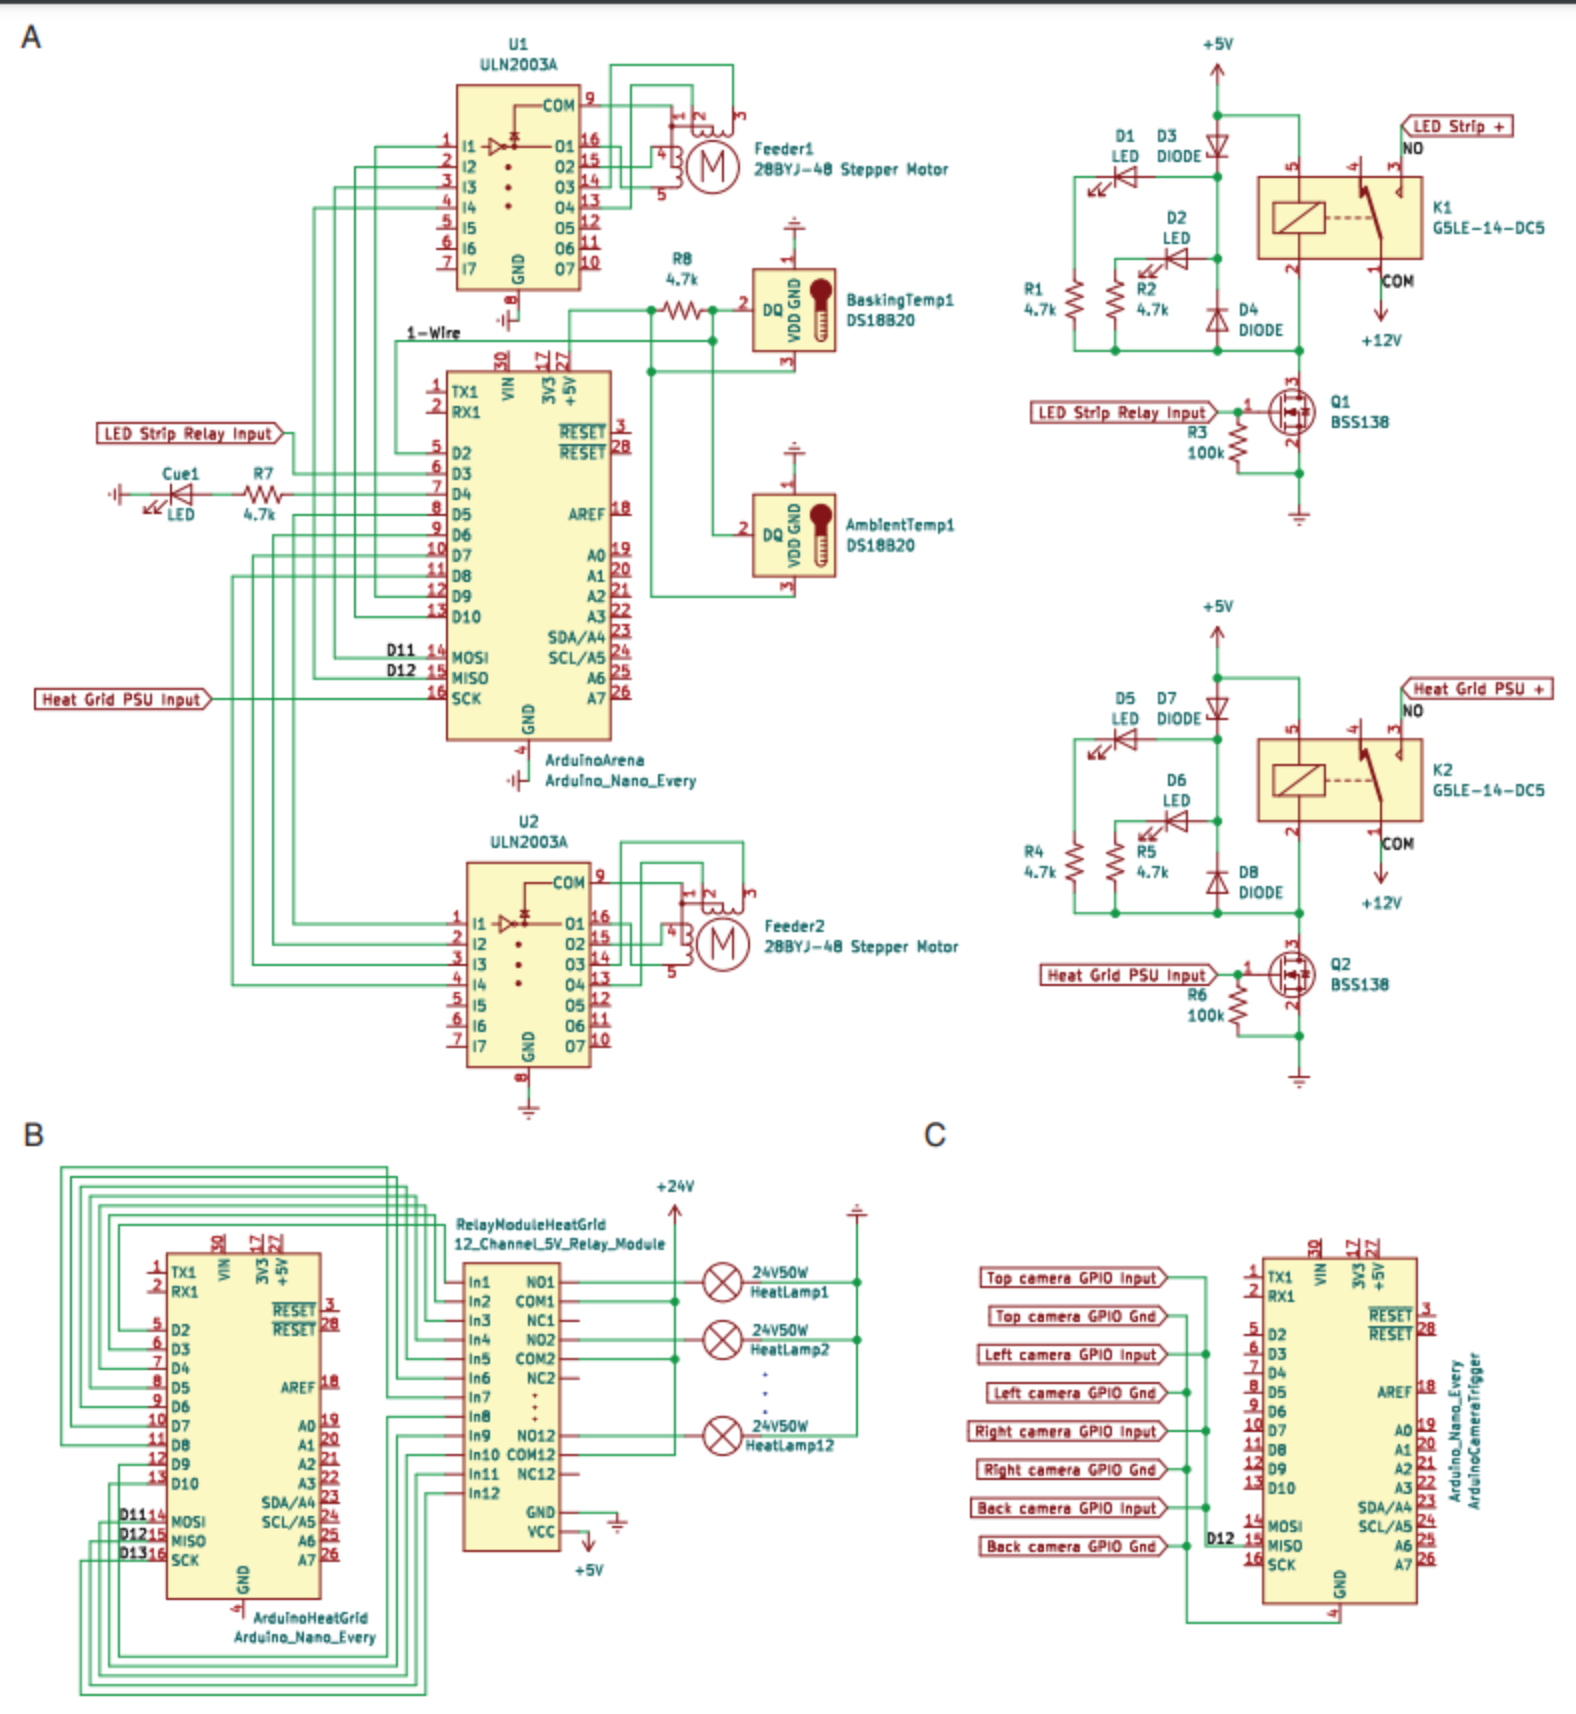 A
U1
ULN2003A
COM 9
1 I1 O1 16
2 I2 O2 15
3 I3 O3 14
4 I4 O4 13
5 I5 O5 12
6 I6 O6 11
7 I7 O7 10
GND
8
1 2 3
4
5
M
Feeder1
28BYJ-48 Stepper Motor
R8
4.7k
1
2 DQ
VDD GND
3
BaskingTemp1
DS18B20
1-Wire
30 17 27
VIN 3V3 +5V
1 TX1
2 RX1
RESET 3
RESET 28
5 D2
6 D3
7 D4
8 D5
9 D6
10 D7
11 D8
12 D9
13 D10
D11 14 MOSI
D12 15 MISO
16 SCK
AREF 18
A0 19
A1 20
A2 21
A3 22
SDA/A4 23
SCL/A5 24
A6 25
A7 26
GND
4
ArduinoArena
Arduino_Nano_Every
LED Strip Relay Input
Cue1
LED
R7
4.7k
Heat Grid PSU Input
1
2 DQ
VDD GND
3
AmbientTemp1
DS18B20
U2
ULN2003A
COM 9
1 I1 O1 16
2 I2 O2 15
3 I3 O3 14
4 I4 O4 13
5 I5 O5 12
6 I6 O6 11
7 I7 O7 10
GND
8
1 2 3
4
5
M
Feeder2
28BYJ-48 Stepper Motor
+5V
D1
LED
D3
DIODE
D2
LED
R1
4.7k
R2
4.7k
D4
DIODE
LED Strip +
NO
5 4 3
2 1
K1
G5LE-14-DC5
COM
+12V
LED Strip Relay Input
R3
100k
1
3
2
Q1
BSS138
+5V
D5
LED
D7
DIODE
D6
LED
R4
4.7k
R5
4.7k
D8
DIODE
Heat Grid PSU +
NO
5 4 3
2 1
K2
G5LE-14-DC5
COM
+12V
Heat Grid PSU Input
R6
100k
1
3
2
Q2
BSS138
B
30 17 27
VIN 3V3 +5V
1 TX1
2 RX1
RESET 3
RESET 28
5 D2
6 D3
7 D4
8 D5
9 D6
10 D7
11 D8
12 D9
13 D10
D11 14 MOSI
D12 15 MISO
D13 16 SCK
AREF 18
A0 19
A1 20
A2 21
A3 22
SDA/A4 23
SCL/A5 24
A6 25
A7 26
GND
4
ArduinoHeatGrid
Arduino_Nano_Every
RelayModuleHeatGrid
12_Channel_5V_Relay_Module
In1 NO1
In2 COM1
In3 NC1
In4 NO2
In5 COM2
In6 NC2
In7
In8
In9 NO12
In10 COM12
In11 NC12
In12
GND
VCC
+5V
+24V
24V50W
HeatLamp1
24V50W
HeatLamp2
24V50W
HeatLamp12
C
Top camera GPIO Input
Top camera GPIO Gnd
Left camera GPIO Input
Left camera GPIO Gnd
Right camera GPIO Input
Right camera GPIO Gnd
Back camera GPIO Input
Back camera GPIO Gnd
30 17 27
VIN 3V3 +5V
1 TX1
2 RX1
RESET 3
RESET 28
5 D2
6 D3
7 D4
8 D5
9 D6
10 D7
11 D8
12 D9
13 D10
14 MOSI
D12 15 MISO
16 SCK
AREF 18
A0 19
A1 20
A2 21
A3 22
SDA/A4 23
SCL/A5 24
A6 25
A7 26
GND
4
Arduino_Nano_Every
ArduinoCameraTrigger